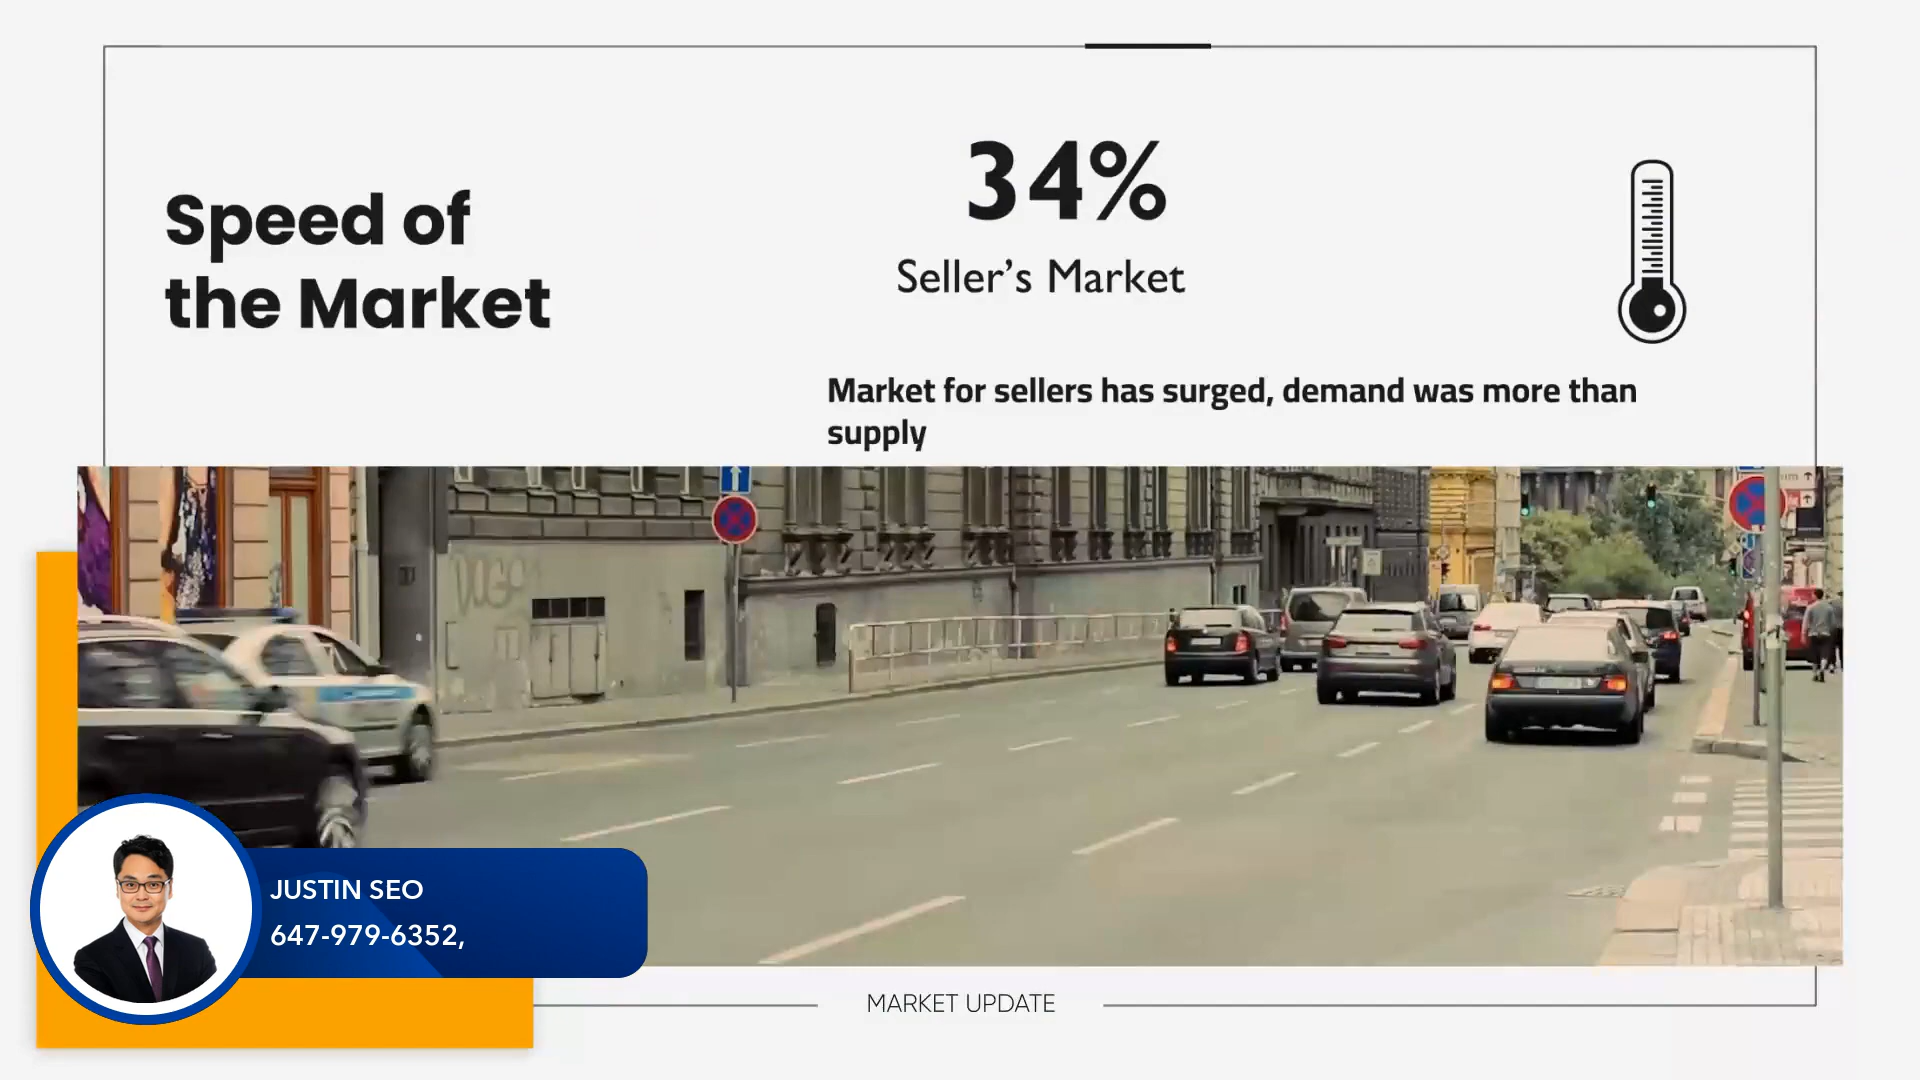 Speed of
the Market
34%
Seller's Market
Market for sellers has surged, demand was more than
supply
JUSTIN SEO
647-979-6352,
MARKET UPDATE